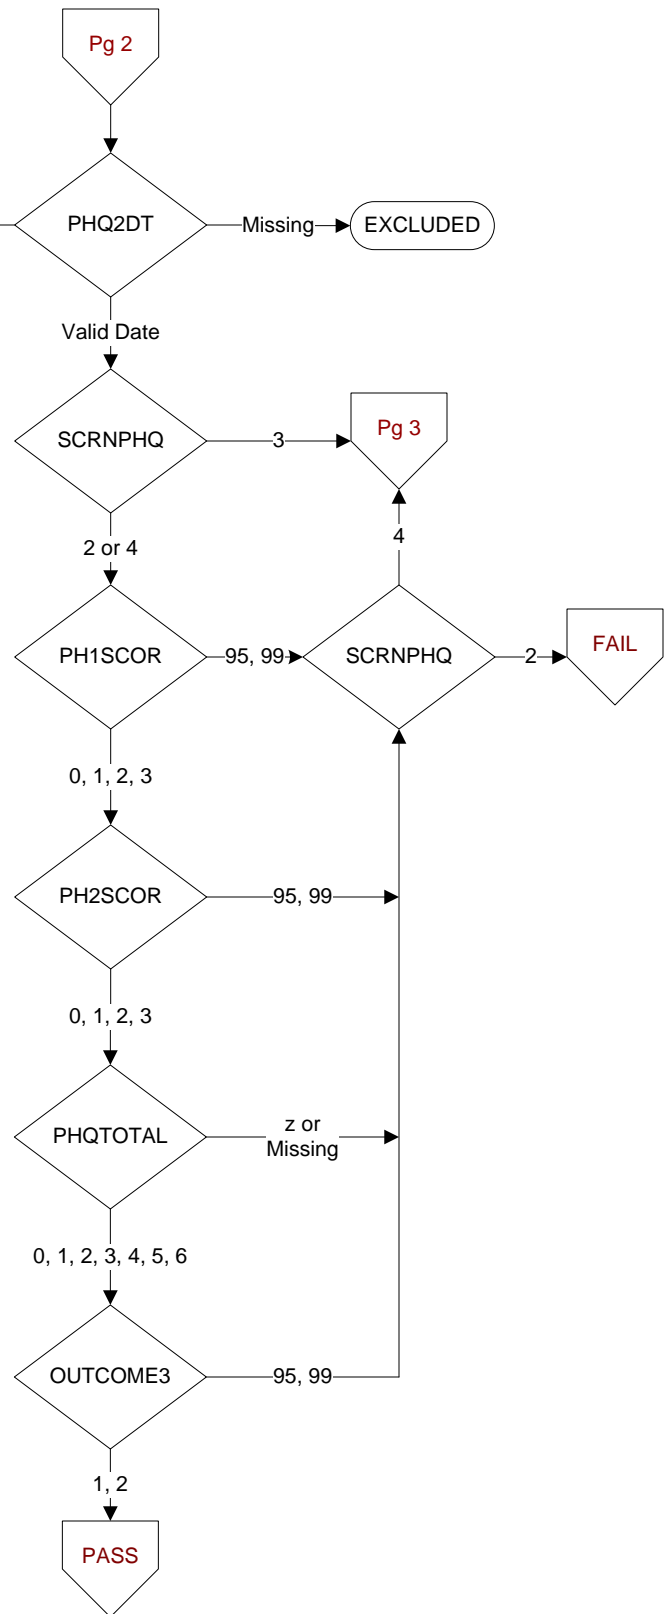 Pg 2
PHQ2DT
Missing
EXCLUDED
Valid Date
SCRNPHQ
3
Pg 3
4
2 or 4
PH1SCOR
95, 99
SCRNPHQ
2
FAIL
0, 1, 2, 3
PH2SCOR
95, 99
0, 1, 2, 3
PHQTOTAL
z or
Missing
0, 1, 2, 3, 4, 5, 6
OUTCOME3
95, 99
1, 2
PASS